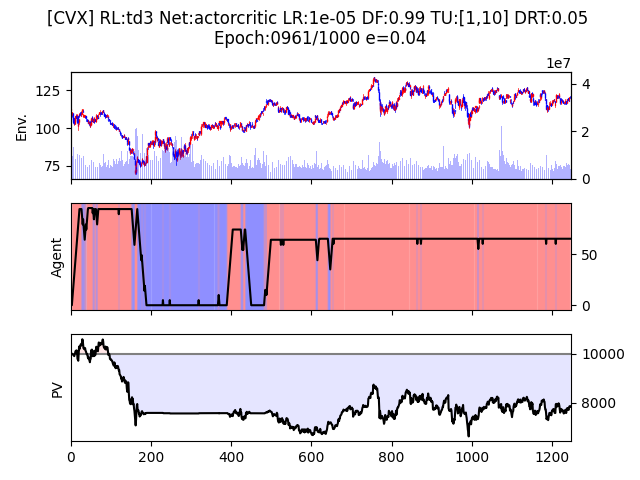 [CVX] RL:td3 Net:actorcritic LR:1e-05 DF:0.99 TU:[1,10] DRT:0.05
Epoch:0961/1000 e=0.04
1e7
Env.
125
100
75
4
2
0
Agent
50
0
PV
10000
8000
0 200 400 600 800 1000 1200